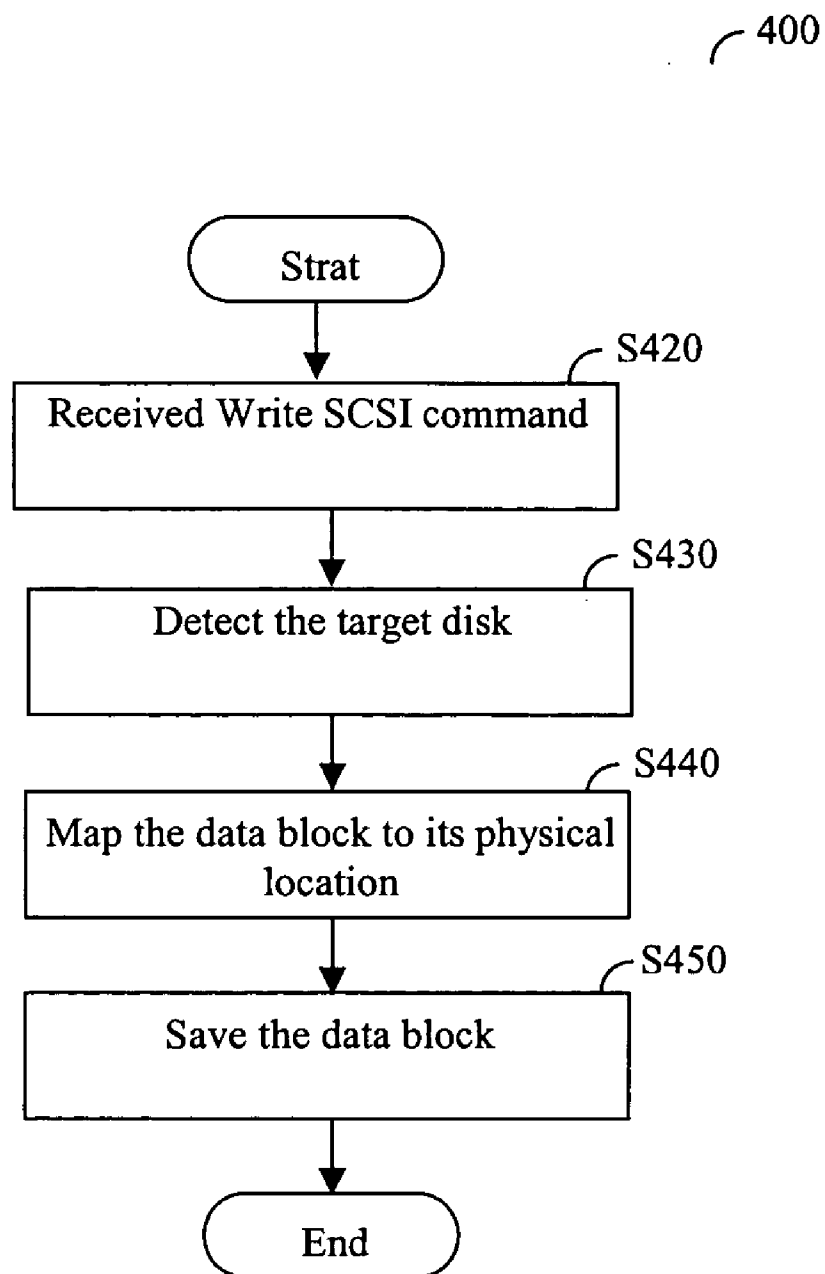 400
Strat
S420
Received Write SCSI command
S430
Detect the target disk
S440
Map the data block to its physical
location
S450
Save the data block
End